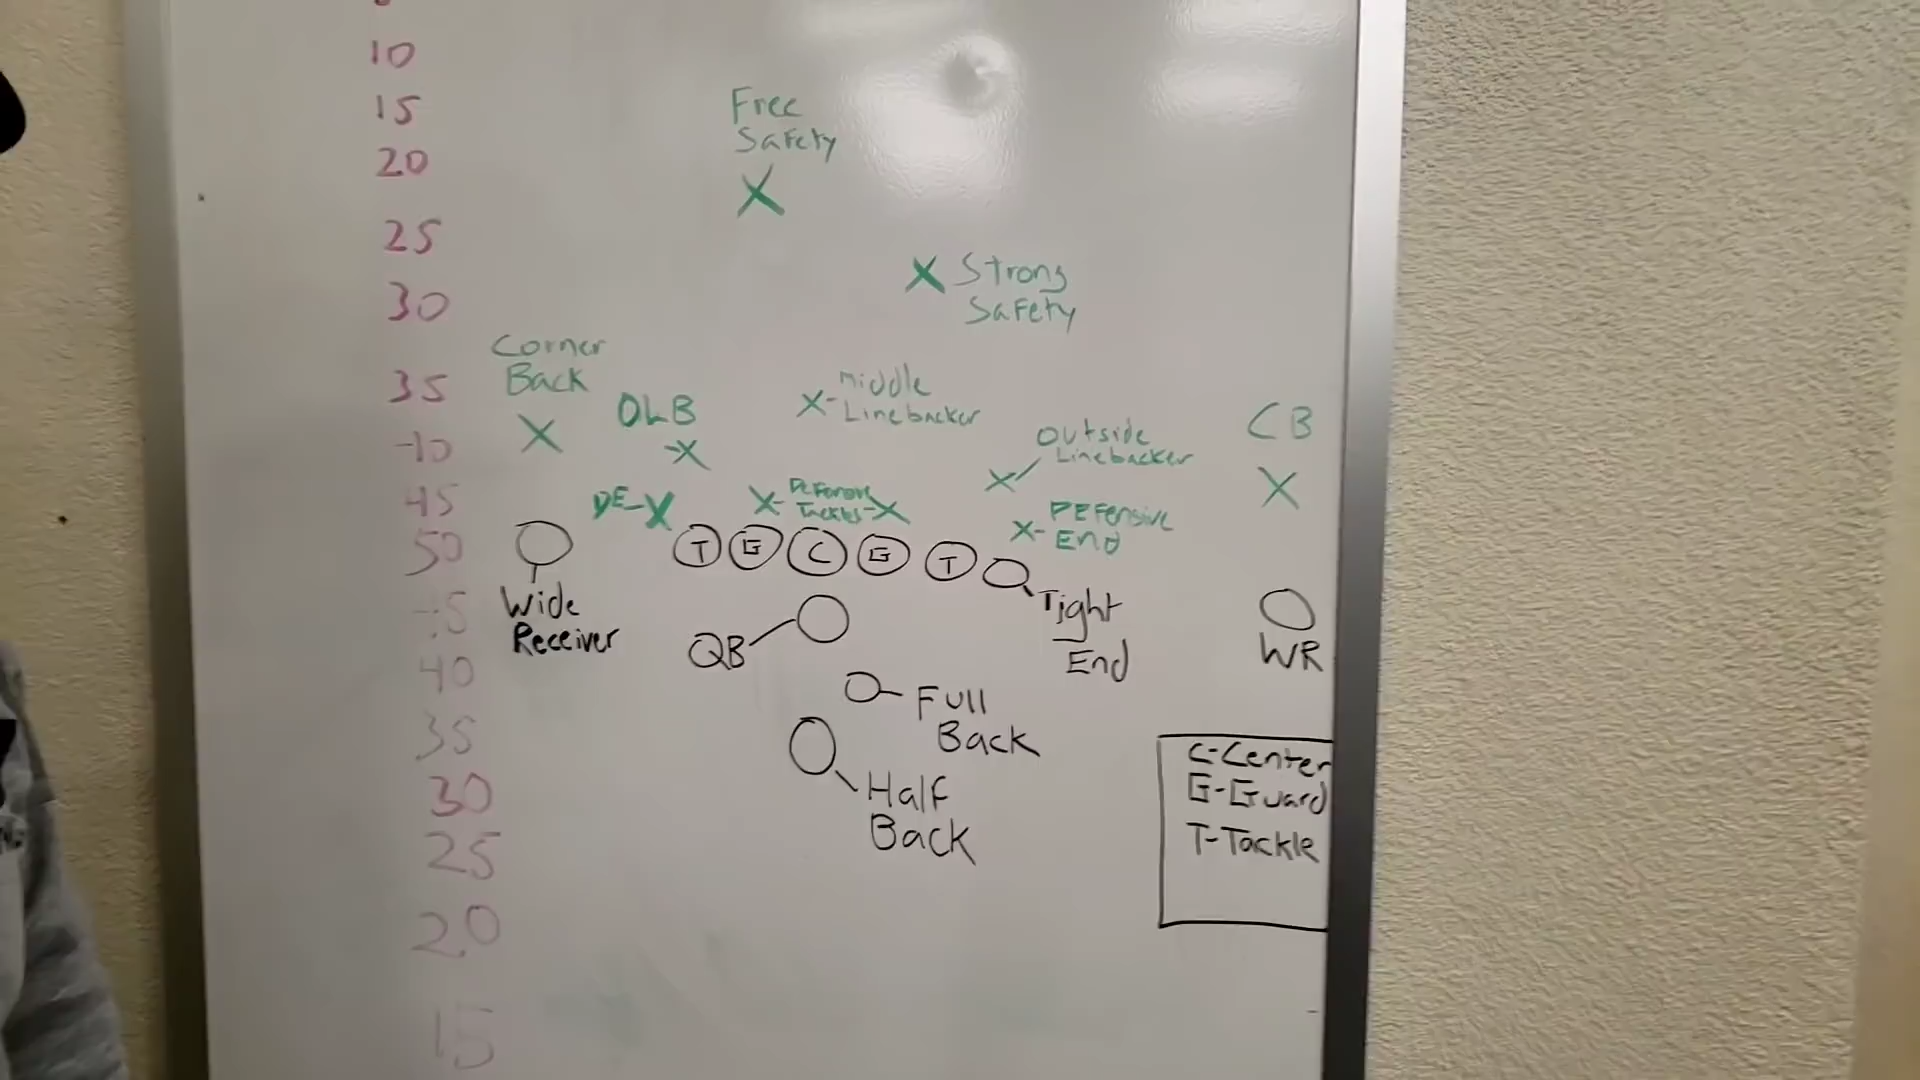 10
15
20
25
30
35
40
45
50
45
40
35
30
25
20
15
Free
Safety
X
X Strong
Safety
Corner
Back
X
OLB
-X
X- Middle
Linebacker
Outside
Linebacker
X
CB
X
DE-X
X- Defensive
Tackles -X
X- DEfensive
End
T G C G T
Wide
Receiver
QB
Tight
End
WR
Full
Back
Half
Back
C-Center
G-Guard
T-Tackle